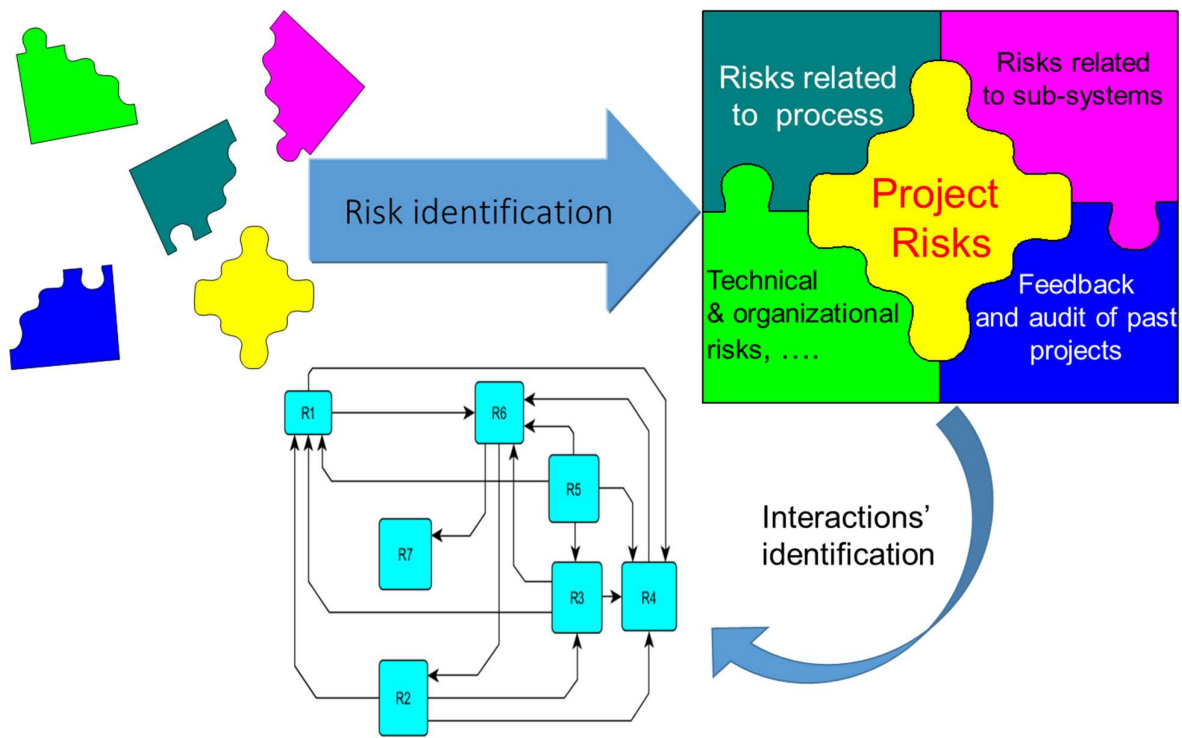 Risk identification
Risks related
to process
Risks related
to sub-systems
Project
Risks
Technical
& organizational
risks, ....
Feedback
and audit of past
projects
R1
R6
R5
R7
R3
R4
R2
Interactions’
identification